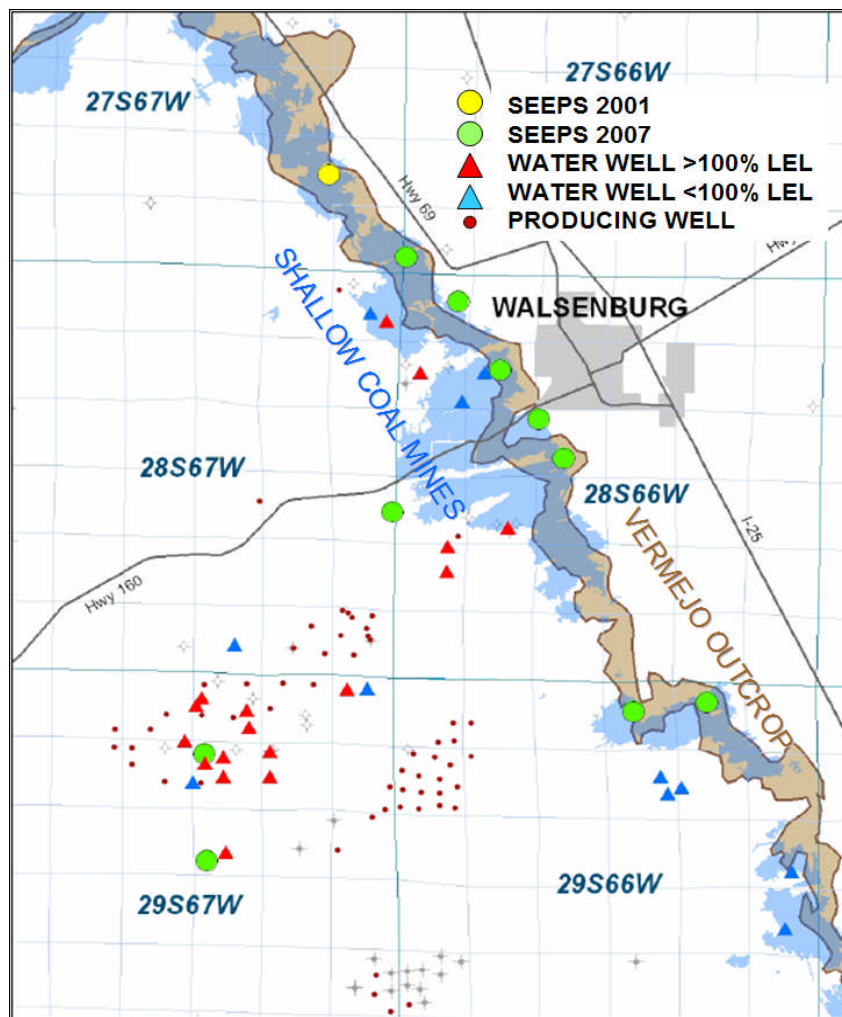 27S67W
27S66W
SEEPS 2001
SEEPS 2007
WATER WELL >100% LEL
WATER WELL <100% LEL
PRODUCING WELL
Hwy 69
Hwy
SHALLOW COAL MINES
WALSENBURG
28S67W
28S66W
I-25
VERMEJO OUTCROP
Hwy 160
29S67W
29S66W